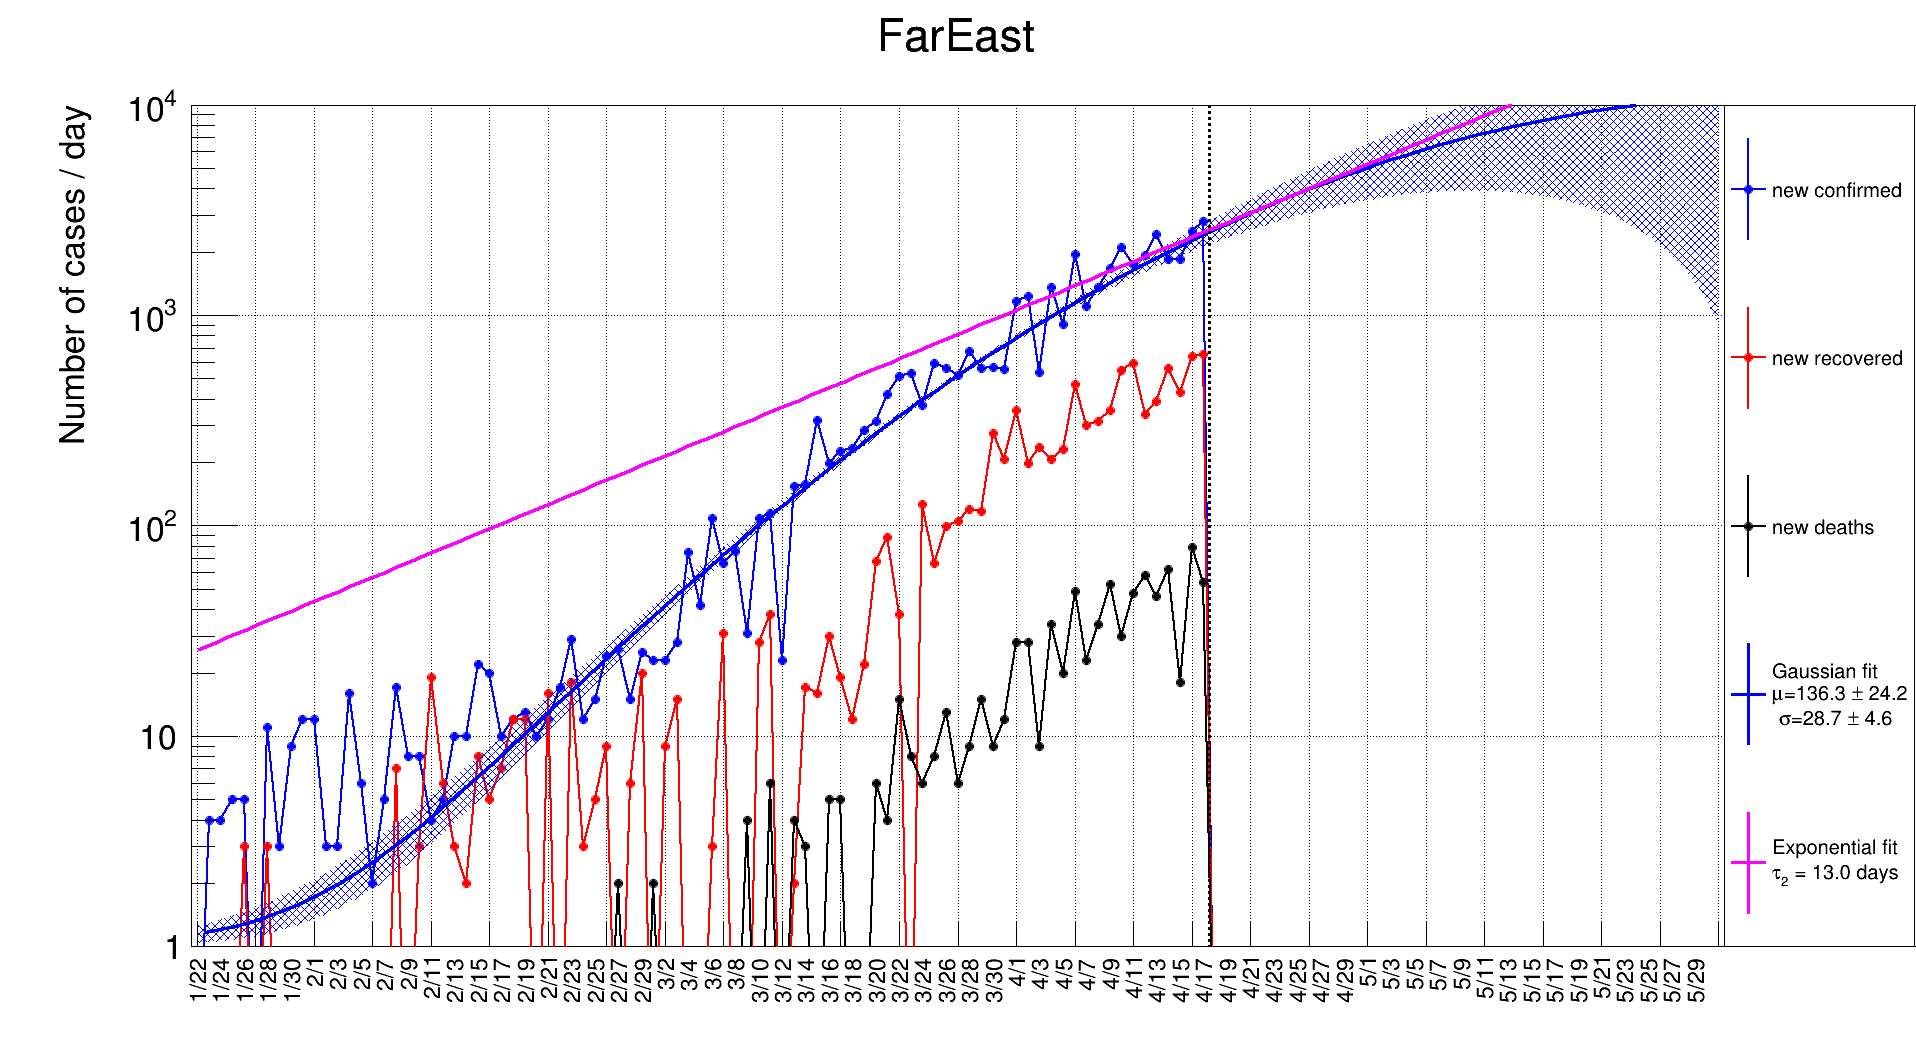 FarEast
Number of cases / day
10^4
10^3
10^2
10
1
1/22 1/24 1/26 1/28 1/30 2/1 2/3 2/5 2/7 2/9 2/11 2/13 2/15 2/17 2/19 2/21 2/23 2/25 2/27 2/29 3/2 3/4 3/6 3/8 3/10 3/12 3/14 3/16 3/18 3/20 3/22 3/24 3/26 3/28 3/30 4/1 4/3 4/5 4/7 4/9 4/11 4/13 4/15 4/17 4/19 4/21 4/23 4/25 4/27 4/29 5/1 5/3 5/5 5/7 5/9 5/11 5/13 5/15 5/17 5/19 5/21 5/23 5/25 5/27 5/29
new confirmed
new recovered
new deaths
Gaussian fit
μ=136.3 ± 24.2
σ=28.7 ± 4.6
Exponential fit
τ₂ = 13.0 days